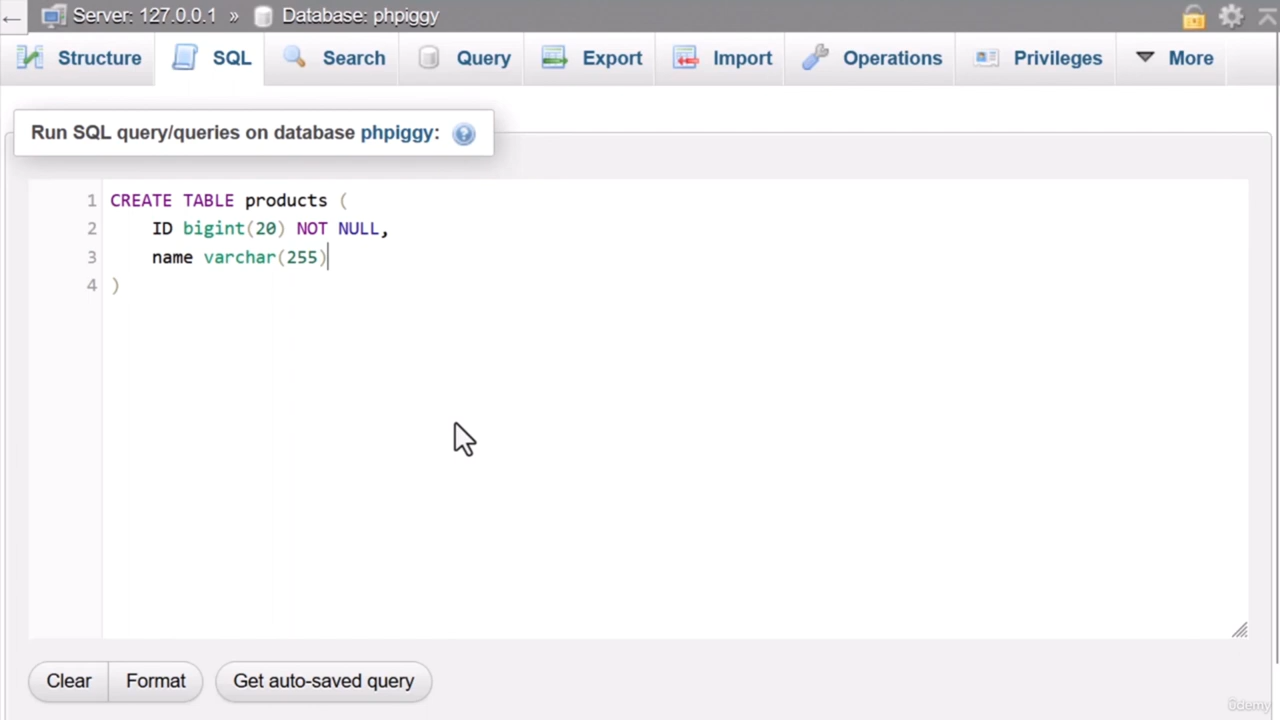 Server: 127.0.0.1 » Database: phpiggy
Structure SQL Search Query Export Import Operations Privileges More
Run SQL query/queries on database phpiggy:
1 CREATE TABLE products (
2 ID bigint(20) NOT NULL,
3 name varchar(255)
4 )
Clear Format Get auto-saved query
ûdemy